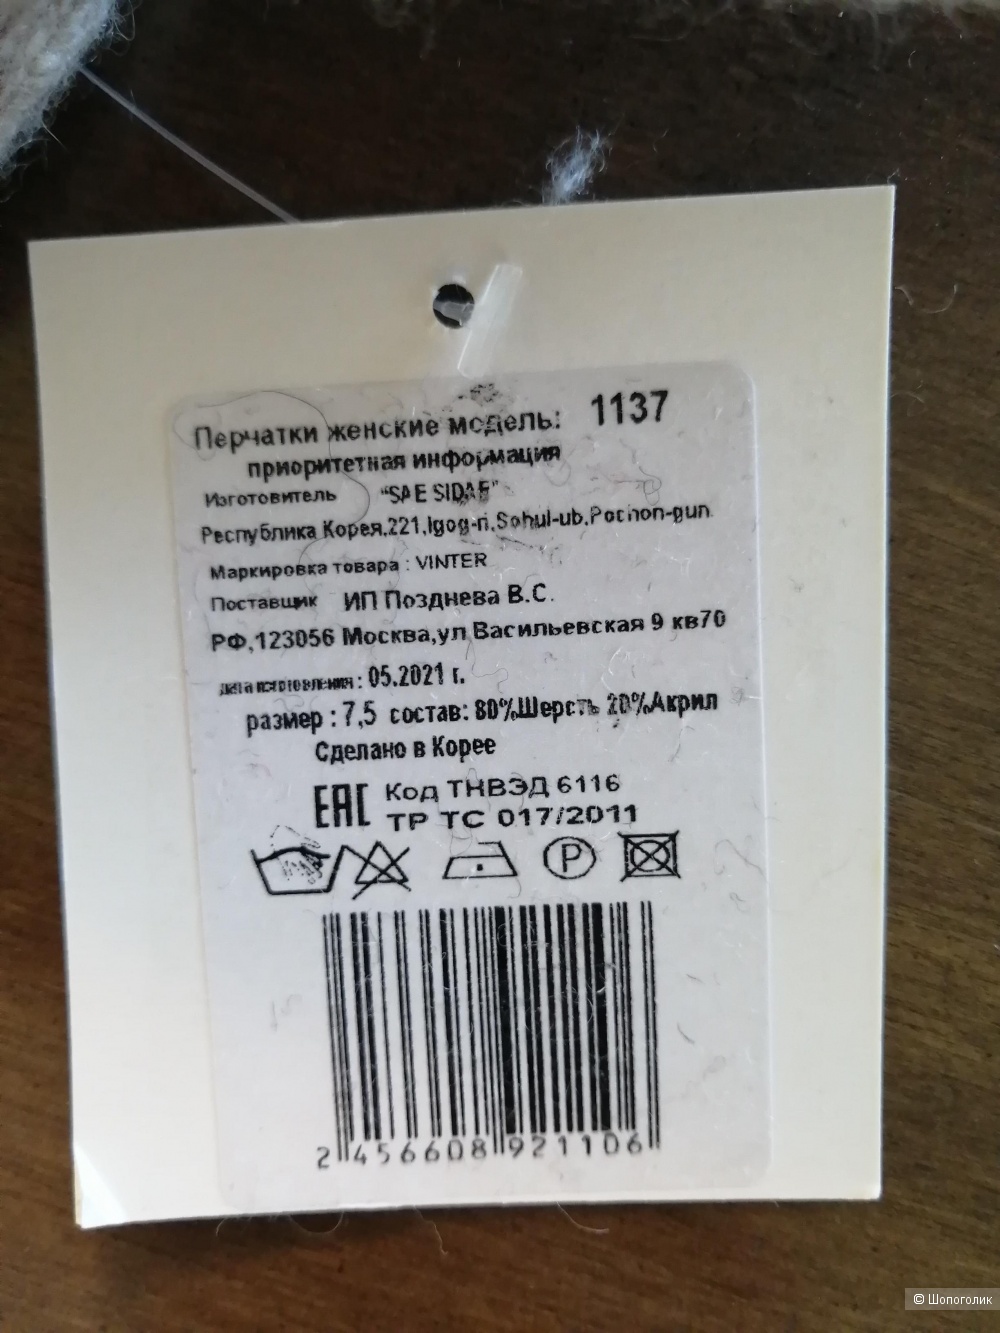 Перчатки женские модель: 1137
приоритетная информация
Изготовитель "SAE SIDAE"
Республика Корея,221,Igog-ri,Sohul-ub,Pochon-gun
Маркировка товара : VINTER
Поставщик ИП Позднева В.С.
РФ,123056 Москва,ул Васильевская 9 кв70
дата изготовления : 05.2021 г.
размер : 7,5 состав: 80%Шерсть 20%Акрил
Сделано в Корее
EAC Код ТНВЭД 6116
ТР ТС 017/2011
P
2 456608 921106
© Шопоголик